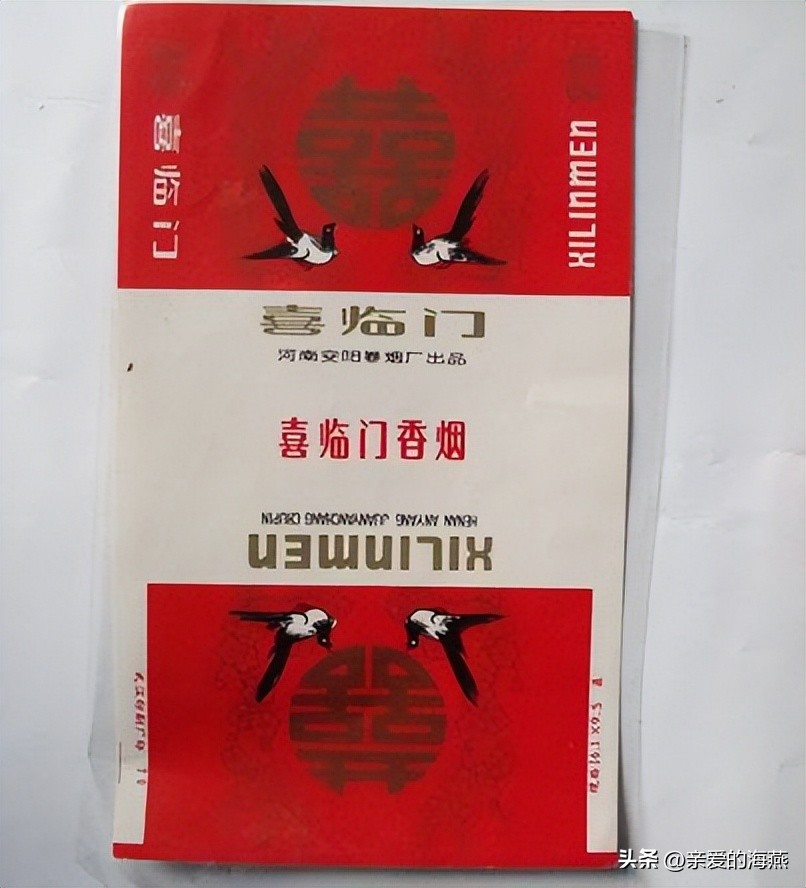 喜临门
XILINMEN
喜临门
河南安阳卷烟厂出品
喜临门香烟
HENAN ANYANG JUANYANCHANG CHUPIN
XILINMEN
头条 @亲爱的海燕